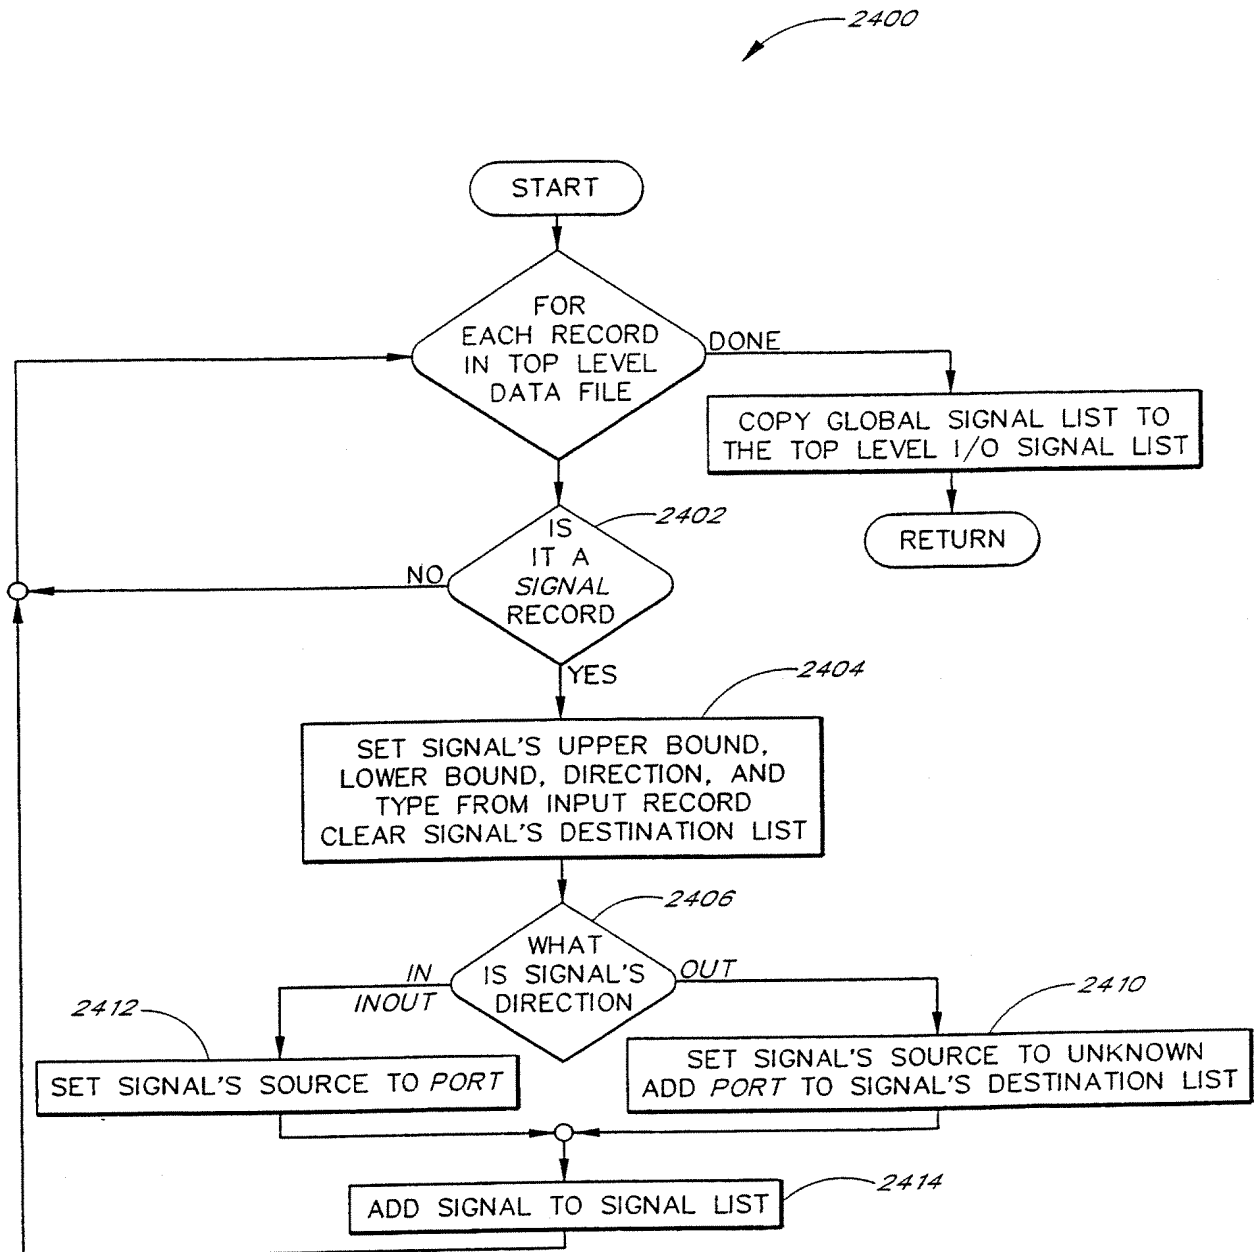 2400
START
FOR
EACH RECORD
IN TOP LEVEL
DATA FILE
DONE
COPY GLOBAL SIGNAL LIST TO
THE TOP LEVEL I/O SIGNAL LIST
RETURN
2402
IS
IT A
SIGNAL
RECORD
NO
YES
2404
SET SIGNAL'S UPPER BOUND,
LOWER BOUND, DIRECTION, AND
TYPE FROM INPUT RECORD
CLEAR SIGNAL'S DESTINATION LIST
2406
WHAT
IS SIGNAL'S
DIRECTION
IN
INOUT
OUT
2412
SET SIGNAL'S SOURCE TO PORT
2410
SET SIGNAL'S SOURCE TO UNKNOWN
ADD PORT TO SIGNAL'S DESTINATION LIST
2414
ADD SIGNAL TO SIGNAL LIST